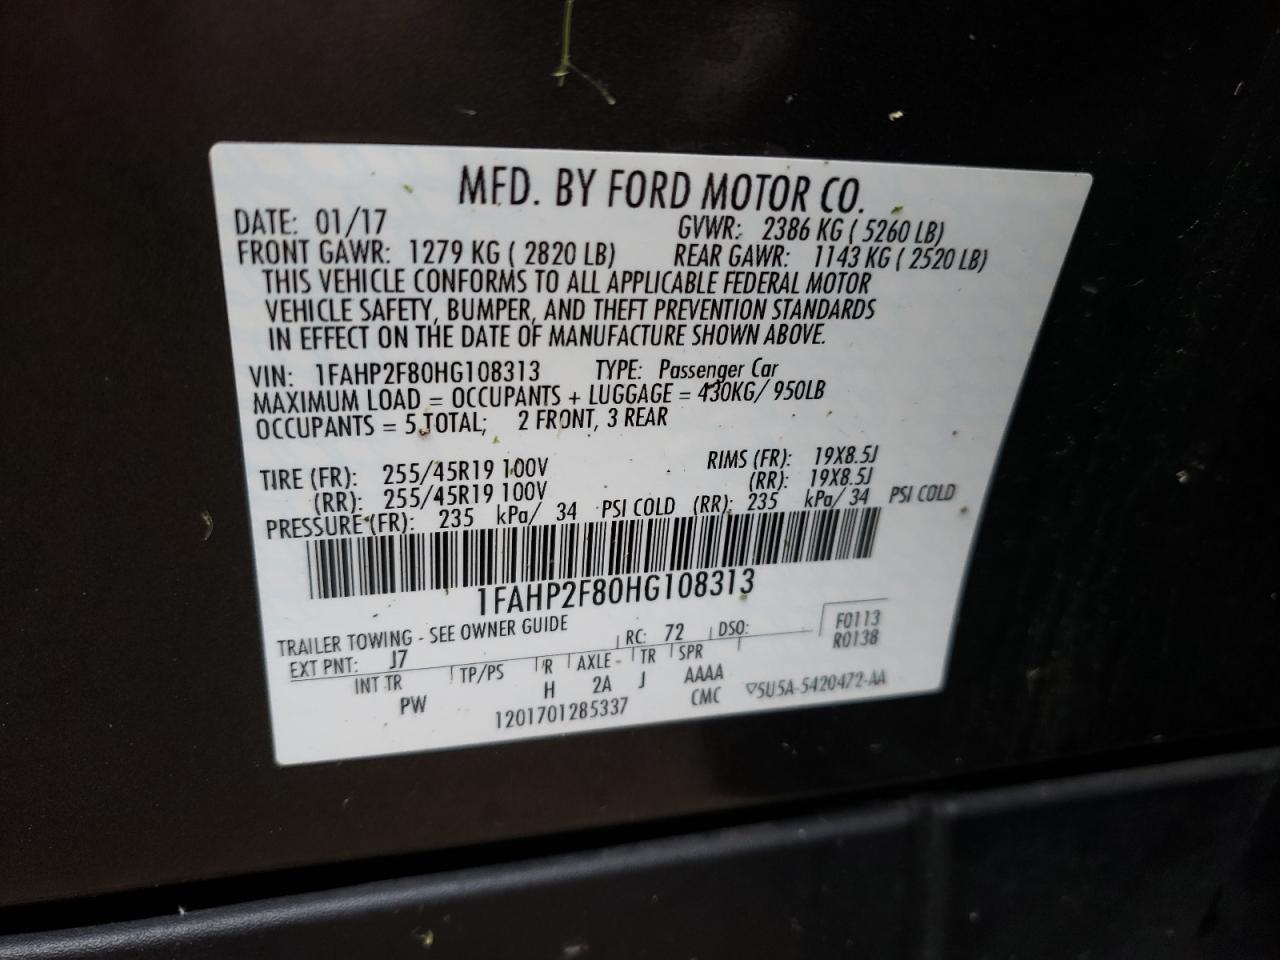 MFD. BY FORD MOTOR CO.
DATE: 01/17 GVWR: 2386 KG ( 5260 LB)
FRONT GAWR: 1279 KG ( 2820 LB) REAR GAWR: 1143 KG ( 2520 LB)
THIS VEHICLE CONFORMS TO ALL APPLICABLE FEDERAL MOTOR
VEHICLE SAFETY, BUMPER, AND THEFT PREVENTION STANDARDS
IN EFFECT ON THE DATE OF MANUFACTURE SHOWN ABOVE.
VIN: 1FAHP2F80HG108313 TYPE: Passenger Car
MAXIMUM LOAD = OCCUPANTS + LUGGAGE = 430KG/ 950LB
OCCUPANTS = 5 TOTAL; 2 FRONT, 3 REAR
TIRE (FR): 255/45R19 100V RIMS (FR): 19X8.5J
(RR): 255/45R19 100V (RR): 19X8.5J
PRESSURE (FR): 235 kPa/ 34 PSI COLD (RR): 235 kPa/ 34 PSI COLD
1FAHP2F80HG108313
TRAILER TOWING - SEE OWNER GUIDE
EXT PNT: J7 RC: 72 DSO: F0113
R0138
INT TR TP/PS R AXLE TR SPR
PW H 2A J AAAA
1201701285337 CMC ▽5U5A-5420472-AA